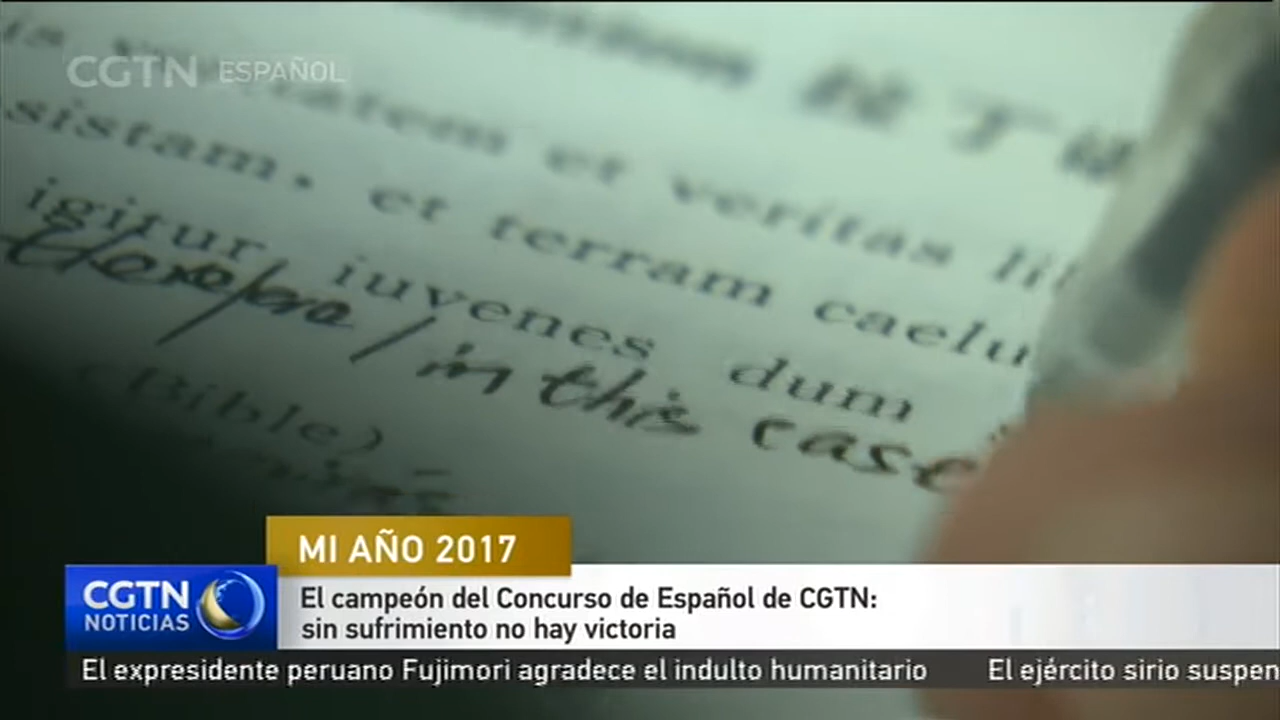 CGTN ESPAÑOL
et veritas
sistam, et terram caelu
igitur iuvenes dum
/ in this case
(Bible)
MI AÑO 2017
CGTN
NOTICIAS
El campeón del Concurso de Español de CGTN:
sin sufrimiento no hay victoria
El expresidente peruano Fujimori agradece el indulto humanitario El ejército sirio suspen